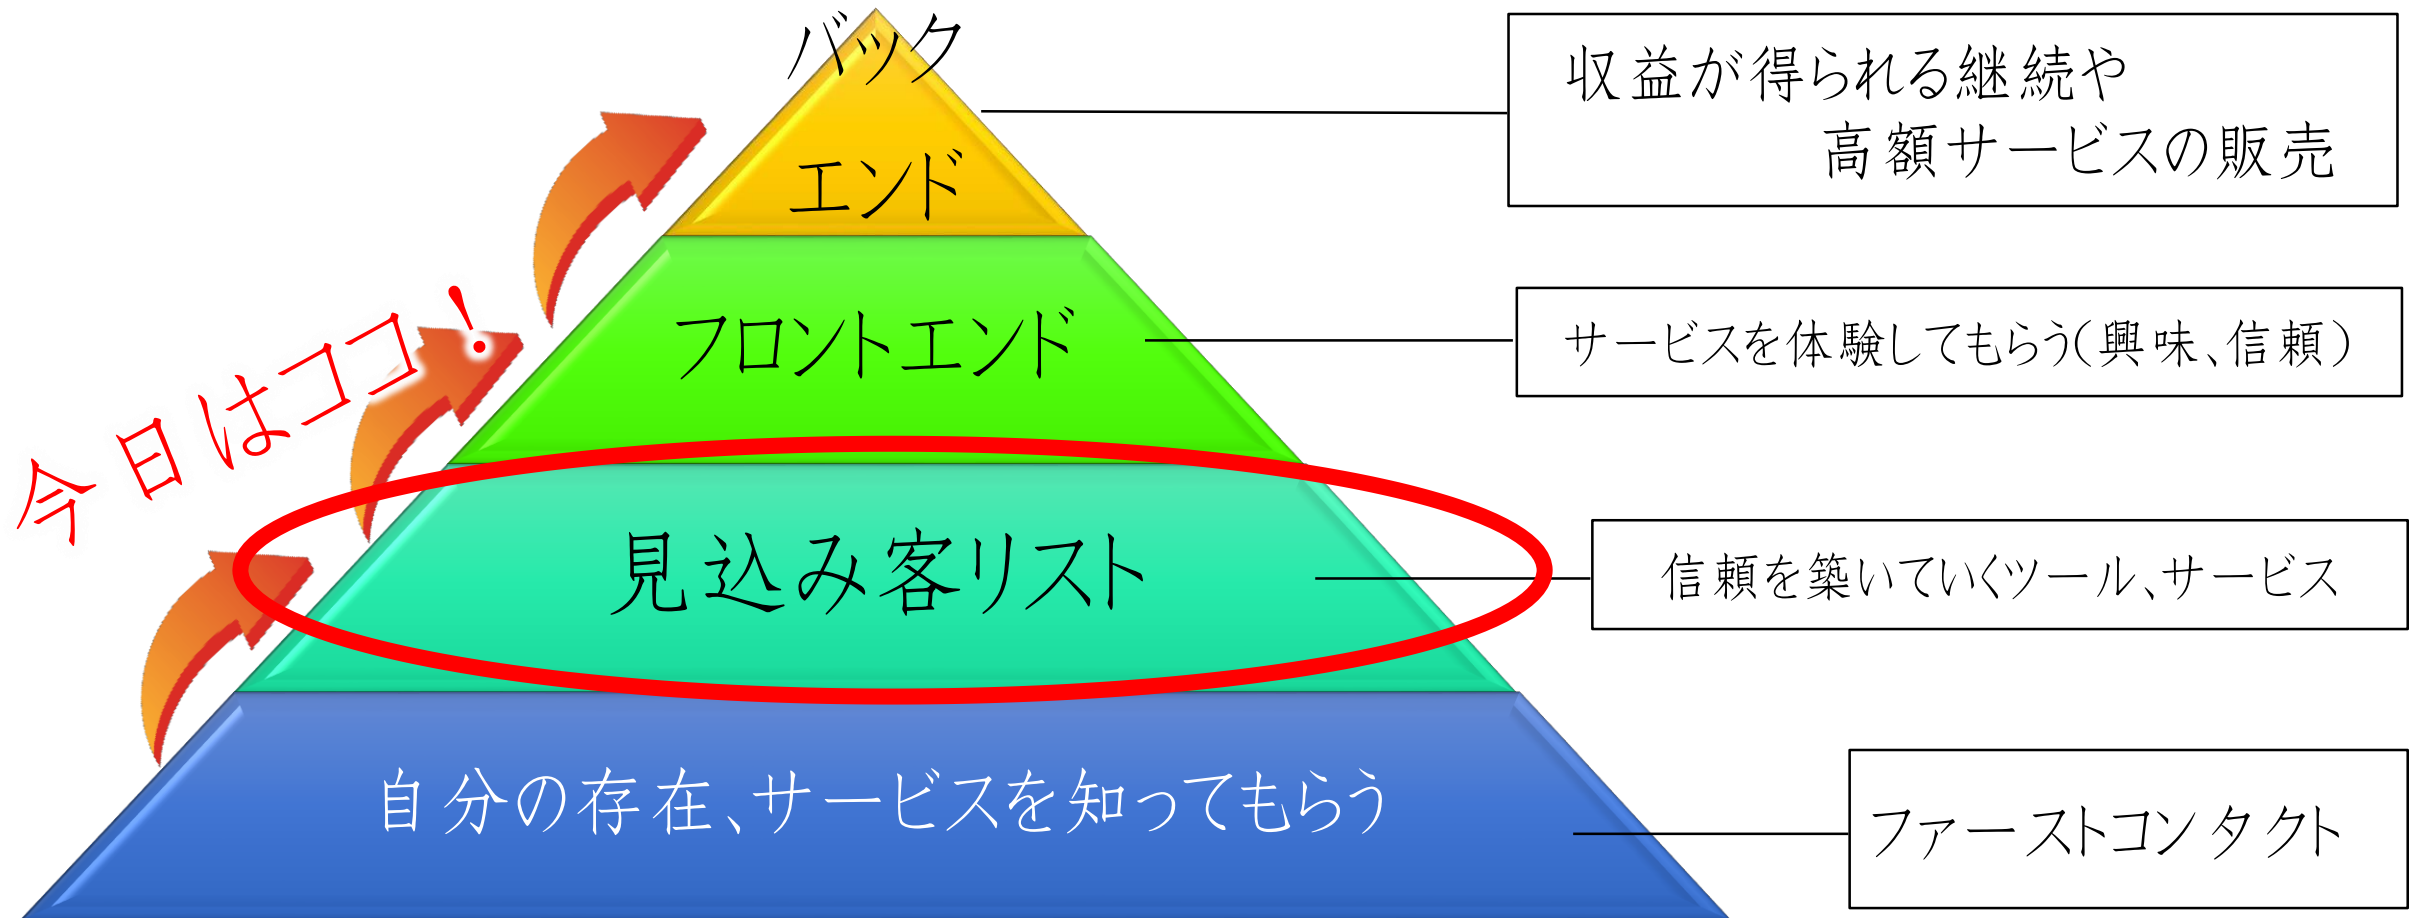 バック
エンド
収益が得られる継続や
高額サービスの販売
今日はココ！
フロントエンド
サービスを体験してもらう（興味、信頼）
見込み客リスト
信頼を築いていくツール、サービス
自分の存在、サービスを知ってもらう
ファーストコンタクト